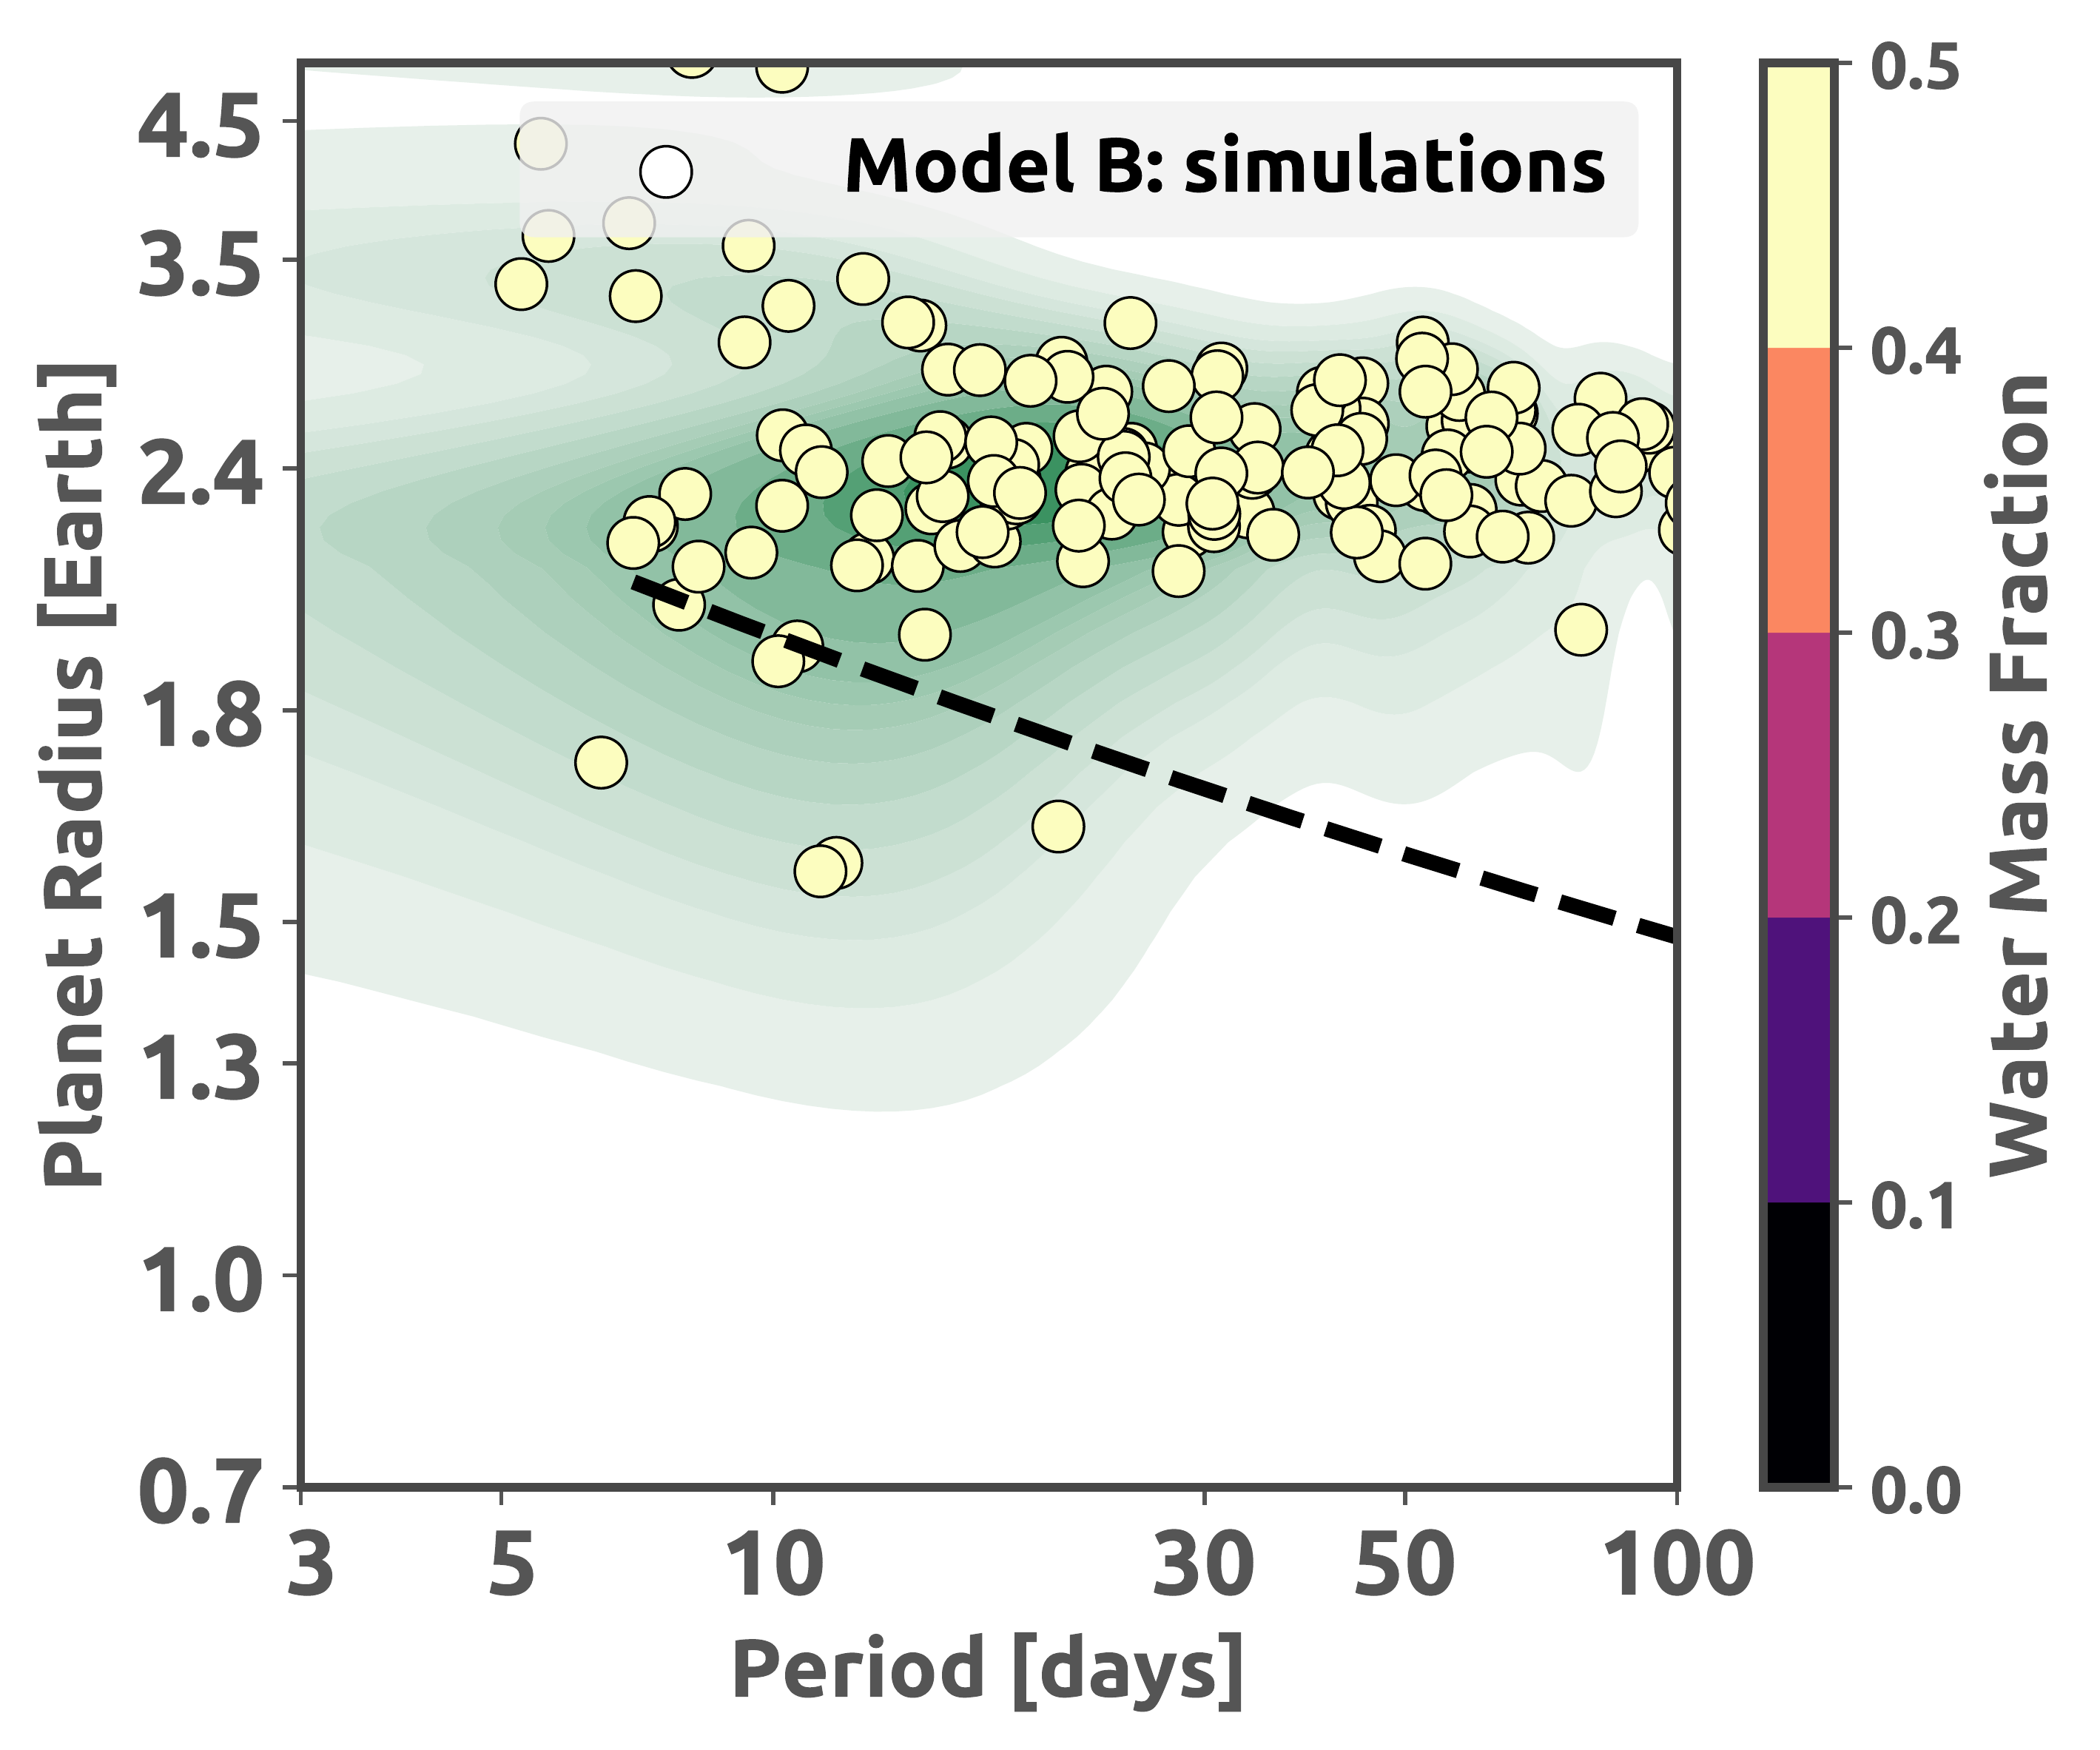 Model B: simulations
4.5
3.5
2.4
1.8
1.5
1.3
1.0
0.7
Planet Radius [Earth]
3 5 10 30 50 100
Period [days]
0.5
0.4
0.3
0.2
0.1
0.0
Water Mass Fraction